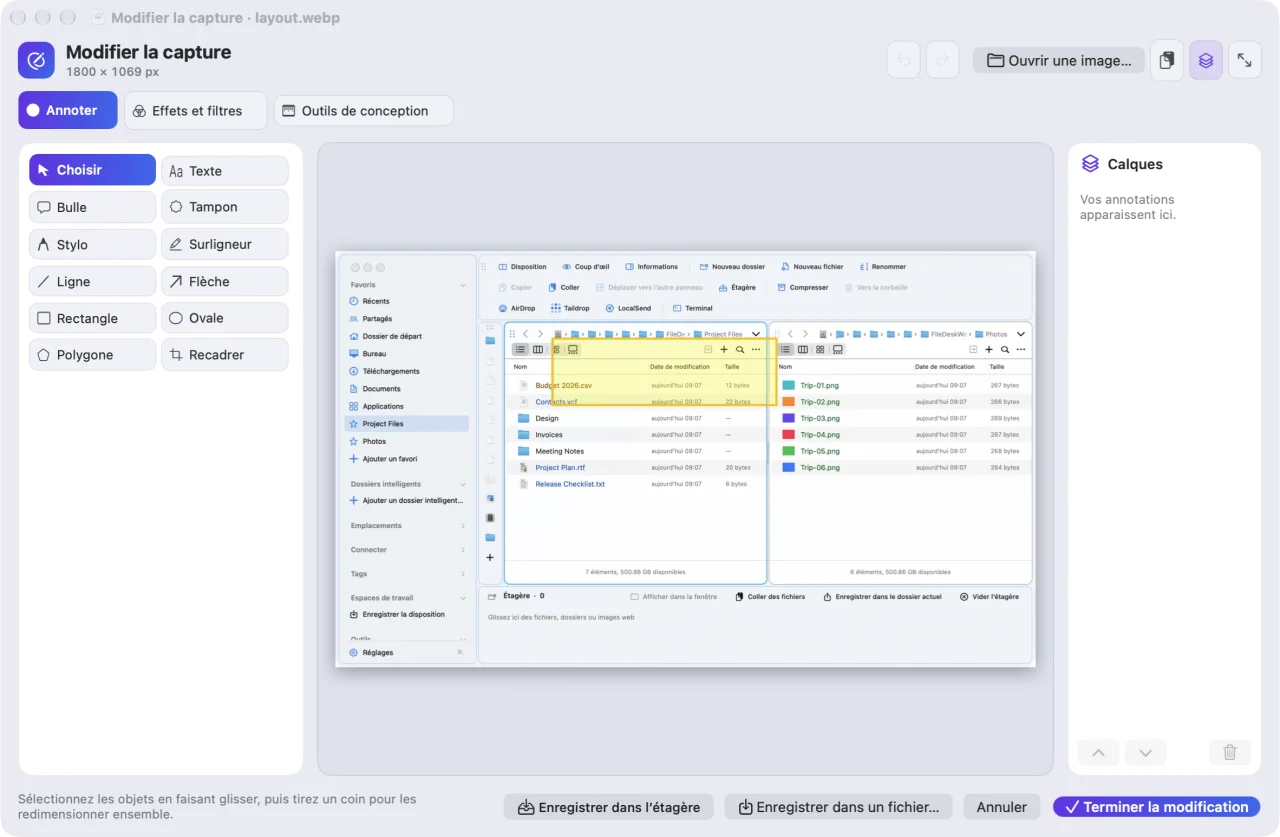 Modifier la capture · layout.webp
Modifier la capture
1800 × 1069 px
Ouvrir une image...
Annoter
Effets et filtres
Outils de conception
Choisir
Aa Texte
Bulle
Tampon
Stylo
Surligneur
Ligne
Flèche
Rectangle
Ovale
Polygone
Recadrer
Favoris
Récents
Partagés
Dossier de départ
Bureau
Téléchargements
Documents
Applications
Project Files
Photos
Ajouter un favori
Dossiers intelligents
Ajouter un dossier intelligent...
Emplacements
Connecter
Tags
Espaces de travail
Enregistrer la disposition
Outils
Réglages
Disposition
Coup d'œil
Informations
Nouveau dossier
Nouveau fichier
Renommer
Copier
Coller
Déplacer vers l'autre panneau
Étagère
Compresser
Vers la corbeille
AirDrop
Taildrop
LocalSend
Terminal
Project Files
Nom Date de modification Taille
Budget 2026.csv aujourd'hui 09:07 12 bytes
Contacts.vcf aujourd'hui 09:07 22 bytes
Design aujourd'hui 09:07 --
Invoices aujourd'hui 09:07 --
Meeting Notes aujourd'hui 09:07 --
Project Plan.rtf aujourd'hui 09:07 20 bytes
Release Checklist.txt aujourd'hui 09:07 6 bytes
7 éléments, 500.86 GB disponibles
Photos
Nom Date de modification Taille
Trip-01.png aujourd'hui 09:07 267 bytes
Trip-02.png aujourd'hui 09:07 266 bytes
Trip-03.png aujourd'hui 09:07 269 bytes
Trip-04.png aujourd'hui 09:07 267 bytes
Trip-05.png aujourd'hui 09:07 268 bytes
Trip-06.png aujourd'hui 09:07 264 bytes
6 éléments, 500.86 GB disponibles
Étagère · 0
Afficher dans la fenêtre
Coller des fichiers
Enregistrer dans le dossier actuel
Vider l'étagère
Glissez ici des fichiers, dossiers ou images web
Calques
Vos annotations
apparaissent ici.
Sélectionnez les objets en faisant glisser, puis tirez un coin pour les
redimensionner ensemble.
Enregistrer dans l'étagère
Enregistrer dans un fichier...
Annuler
Terminer la modification